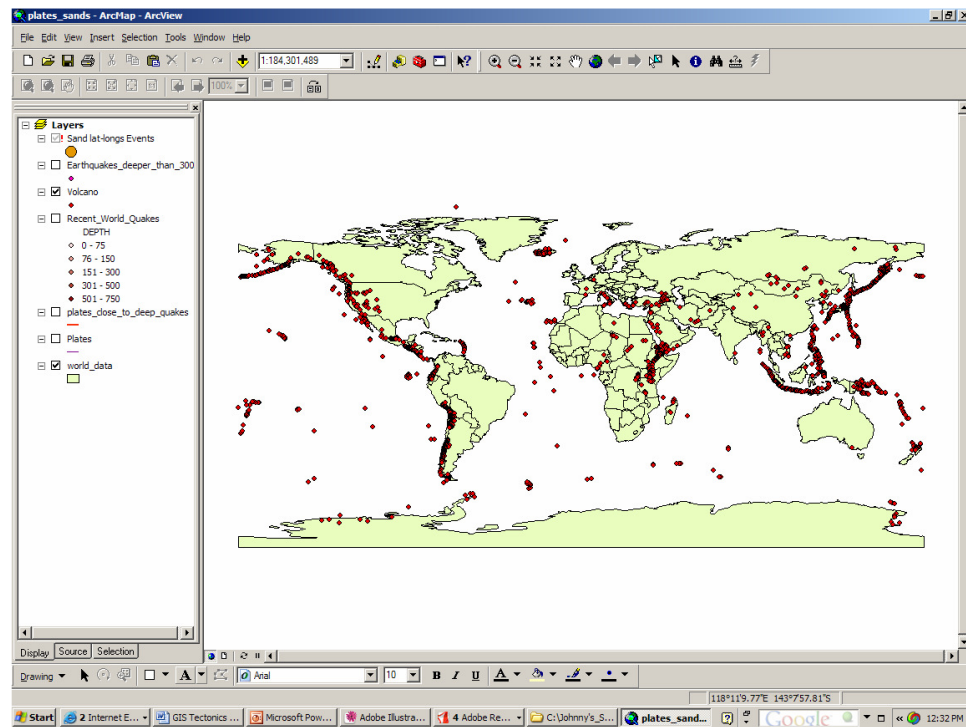 plates_sands - ArcMap - ArcView
File Edit View Insert Selection Tools Window Help
1:184,301,489
100%
Layers
Sand lat-longs Events
Earthquakes_deeper_than_300
Volcano
Recent_World_Quakes
DEPTH
0 - 75
76 - 150
151 - 300
301 - 500
501 - 750
plates_close_to_deep_quakes
Plates
world_data
Display Source Selection
Drawing A Arial 10 B I U A
118°11'9.77"E 143°7'57.81"S
Start 2 Internet E... W GIS Tectonics ... Microsoft Pow... Adobe Illustra... 4 Adobe Re... C:\Johnny's_S... plates_sand... Google 12:32 PM